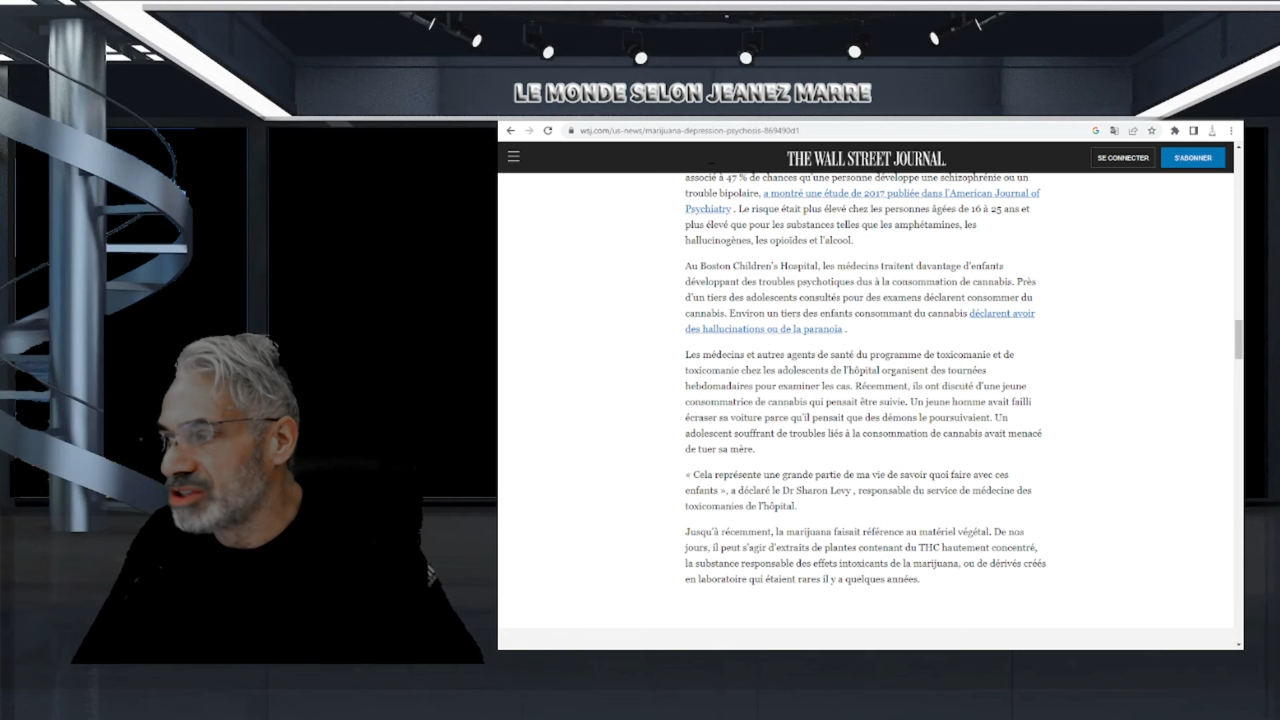 LE MONDE SELON JEANEZ MARRE
wsj.com/us-news/marijuana-depression-psychosis-869490d1
THE WALL STREET JOURNAL.
SE CONNECTER
S'ABONNER
associé à 47 % de chances qu'une personne développe une schizophrénie ou un
trouble bipolaire, a montré une étude de 2017 publiée dans l'American Journal of
Psychiatry . Le risque était plus élevé chez les personnes âgées de 16 à 25 ans et
plus élevé que pour les substances telles que les amphétamines, les
hallucinogènes, les opioïdes et l'alcool.
Au Boston Children's Hospital, les médecins traitent davantage d'enfants
développant des troubles psychotiques dus à la consommation de cannabis. Près
d'un tiers des adolescents consultés pour des examens déclarent consommer du
cannabis. Environ un tiers des enfants consommant du cannabis déclarent avoir
des hallucinations ou de la paranoïa .
Les médecins et autres agents de santé du programme de toxicomanie et de
toxicomanie chez les adolescents de l'hôpital organisent des tournées
hebdomadaires pour examiner les cas. Récemment, ils ont discuté d'une jeune
consommatrice de cannabis qui pensait être suivie. Un jeune homme avait failli
écraser sa voiture parce qu'il pensait que des démons le poursuivaient. Un
adolescent souffrant de troubles liés à la consommation de cannabis avait menacé
de tuer sa mère.
« Cela représente une grande partie de ma vie de savoir quoi faire avec ces
enfants », a déclaré le Dr Sharon Levy , responsable du service de médecine des
toxicomanies de l'hôpital.
Jusqu'à récemment, la marijuana faisait référence au matériel végétal. De nos
jours, il peut s'agir d'extraits de plantes contenant du THC hautement concentré,
la substance responsable des effets intoxicants de la marijuana, ou de dérivés créés
en laboratoire qui étaient rares il y a quelques années.